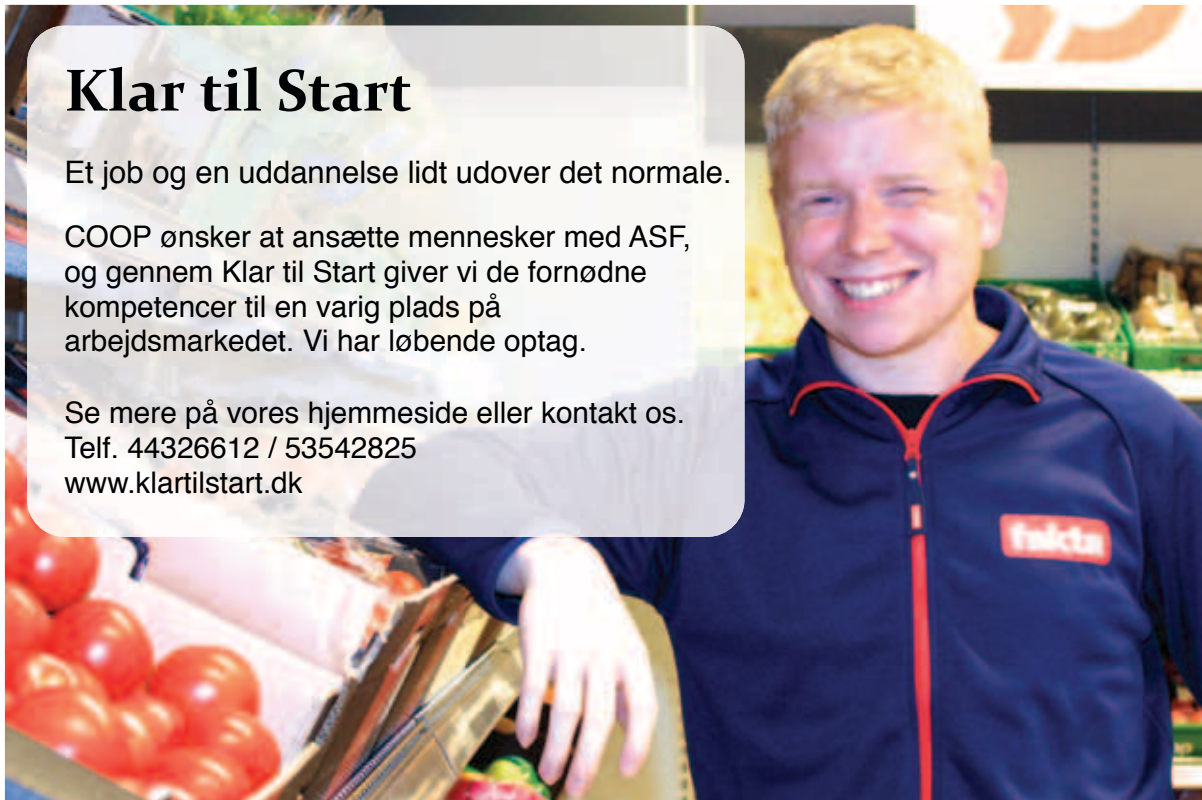 Klar til Start
Et job og en uddannelse lidt udover det normale.
COOP ønsker at ansætte mennesker med ASF,
og gennem Klar til Start giver vi de fornødne
kompetencer til en varig plads på
arbejdsmarkedet. Vi har løbende optag.
Se mere på vores hjemmeside eller kontakt os.
Telf. 44326612 / 53542825
www.klartilstart.dk
fakta